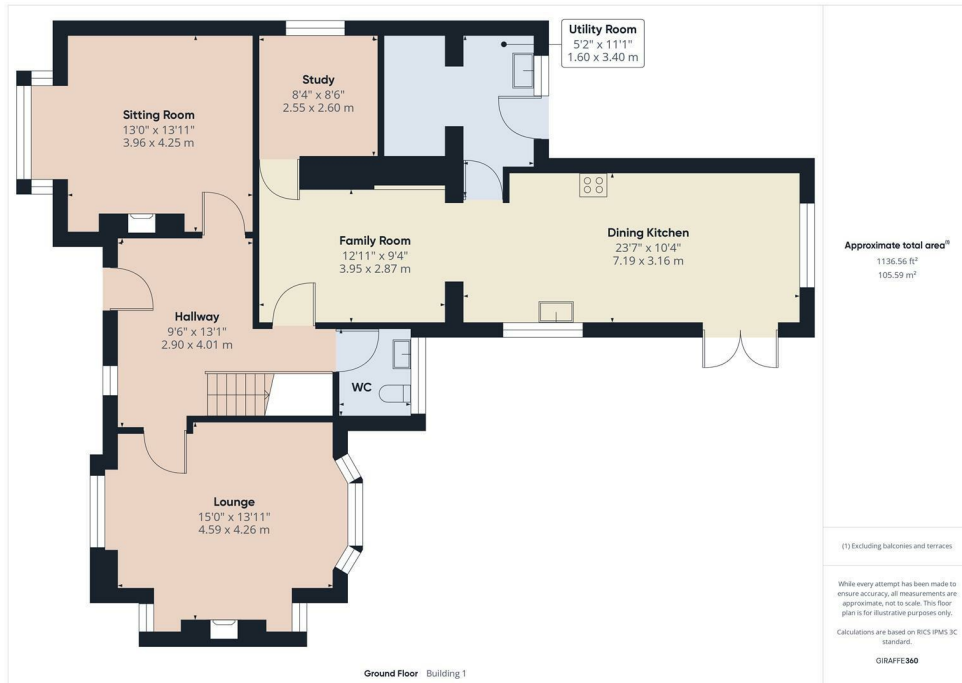 Utility Room
5'2" x 11'1"
1.60 x 3.40 m
Study
8'4" x 8'6"
2.55 x 2.60 m
Sitting Room
13'0" x 13'11"
3.96 x 4.25 m
Family Room
12'11" x 9'4"
3.95 x 2.87 m
Dining Kitchen
23'7" x 10'4"
7.19 x 3.16 m
Hallway
9'6" x 13'1"
2.90 x 4.01 m
WC
Lounge
15'0" x 13'11"
4.59 x 4.26 m
Ground Floor Building 1
Approximate total area⁽¹⁾
1136.56 ft²
105.59 m²
(1) Excluding balconies and terraces
While every attempt has been made to
ensure accuracy, all measurements are
approximate, not to scale. This floor
plan is for illustrative purposes only.
Calculations are based on RICS IPMS 3C
standard.
GIRAFFE360